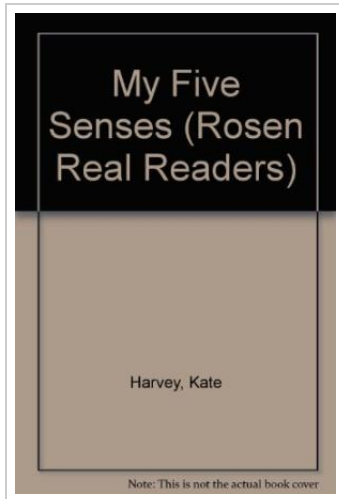 My Five
Senses (Rosen
Real Readers)
Harvey, Kate
Note: This is not the actual book cover